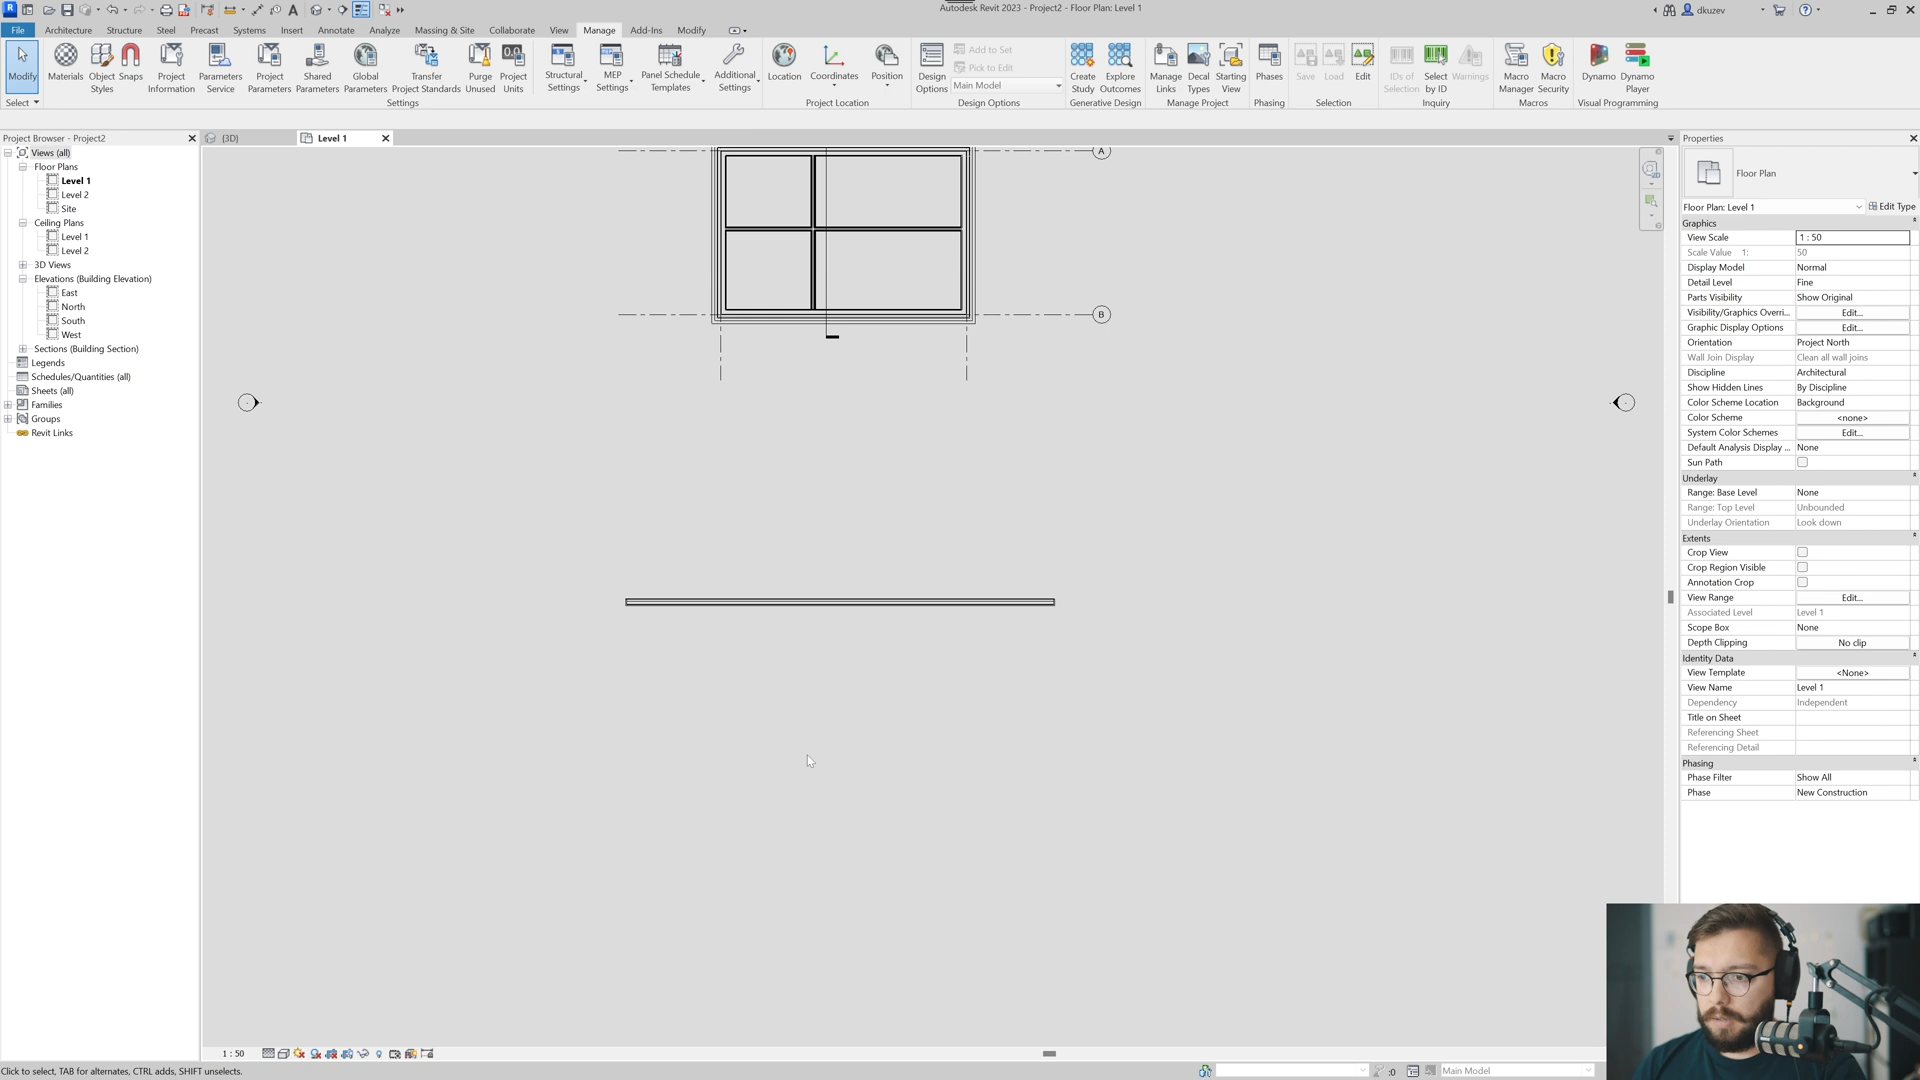 Autodesk Revit 2023 - Project2 - Floor Plan: Level 1
dkuzev
File
Architecture
Structure
Steel
Precast
Systems
Insert
Annotate
Analyze
Massing & Site
Collaborate
View
Manage
Add-Ins
Modify
Modify
Materials
Object
Styles
Snaps
Project
Information
Parameters
Service
Project
Parameters
Shared
Parameters
Global
Parameters
Transfer
Project Standards
Purge
Unused
Project
Units
Structural
Settings
MEP
Settings
Panel Schedule
Templates
Additional
Settings
Location
Coordinates
Position
Design
Options
Add to Set
Pick to Edit
Main Model
Create
Study
Explore
Outcomes
Manage
Links
Decal
Types
Starting
View
Phases
Save
Load
Edit
IDs of
Selection
Select
by ID
Warnings
Macro
Manager
Macro
Security
Dynamo
Dynamo
Player
Select
Settings
Project Location
Design Options
Generative Design
Manage Project
Phasing
Selection
Inquiry
Macros
Visual Programming
Project Browser - Project2
Views (all)
Floor Plans
Level 1
Level 2
Site
Ceiling Plans
Level 1
Level 2
3D Views
Elevations (Building Elevation)
East
North
South
West
Sections (Building Section)
Legends
Schedules/Quantities (all)
Sheets (all)
Families
Groups
Revit Links
{3D}
Level 1
A
B
Properties
Floor Plan
Floor Plan: Level 1
Edit Type
Graphics
View Scale 1 : 50
Scale Value 1: 50
Display Model Normal
Detail Level Fine
Parts Visibility Show Original
Visibility/Graphics Overri... Edit...
Graphic Display Options Edit...
Orientation Project North
Wall Join Display Clean all wall joins
Discipline Architectural
Show Hidden Lines By Discipline
Color Scheme Location Background
Color Scheme <none>
System Color Schemes Edit...
Default Analysis Display ... None
Sun Path
Underlay
Range: Base Level None
Range: Top Level Unbounded
Underlay Orientation Look down
Extents
Crop View
Crop Region Visible
Annotation Crop
View Range Edit...
Associated Level Level 1
Scope Box None
Depth Clipping No clip
Identity Data
View Template <None>
View Name Level 1
Dependency Independent
Title on Sheet
Referencing Sheet
Referencing Detail
Phasing
Phase Filter Show All
Phase New Construction
1 : 50
Click to select, TAB for alternates, CTRL adds, SHIFT unselects.
:0
Main Model